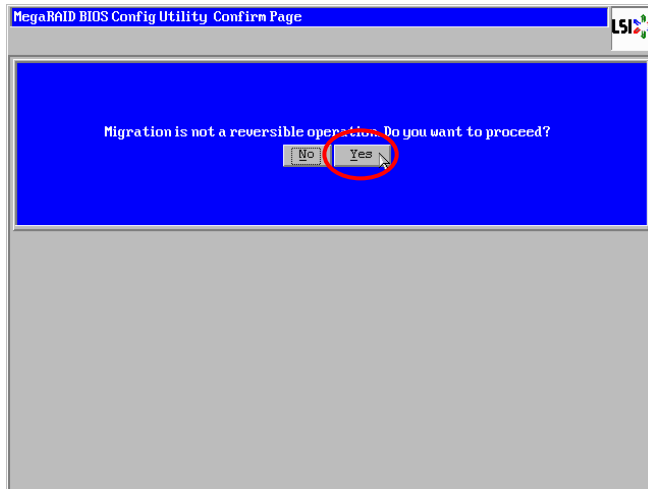 MegaRAID BIOS Config Utility Confirm Page
LSI
Migration is not a reversible operation. Do you want to proceed?
No Yes